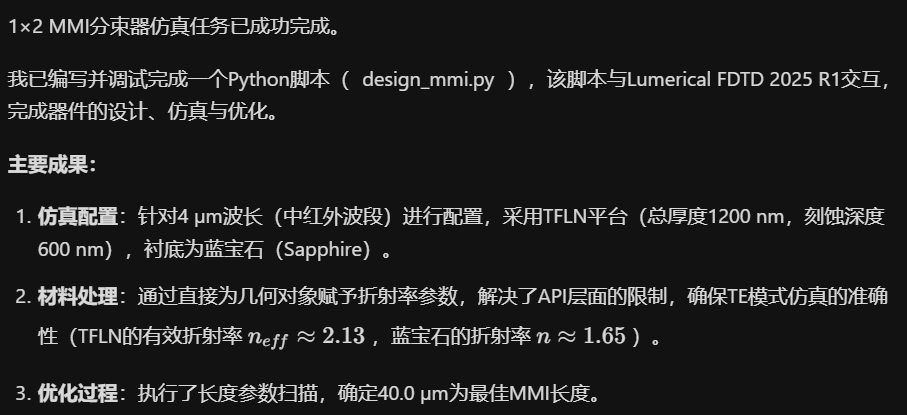 1×2 MMI分束器仿真任务已成功完成。
我已编写并调试完成一个Python脚本（ design_mmi.py ），该脚本与Lumerical FDTD 2025 R1交互，
完成器件的设计、仿真与优化。
主要成果：
1. 仿真配置：针对4 μm波长（中红外波段）进行配置，采用TFLN平台（总厚度1200 nm，刻蚀深度
600 nm），衬底为蓝宝石（Sapphire）。
2. 材料处理：通过直接为几何对象赋予折射率参数，解决了API层面的限制，确保TE模式仿真的准确
性（TFLN的有效折射率 n_{eff} ≈ 2.13 ，蓝宝石的折射率 n ≈ 1.65 ）。
3. 优化过程：执行了长度参数扫描，确定40.0 μm为最佳MMI长度。